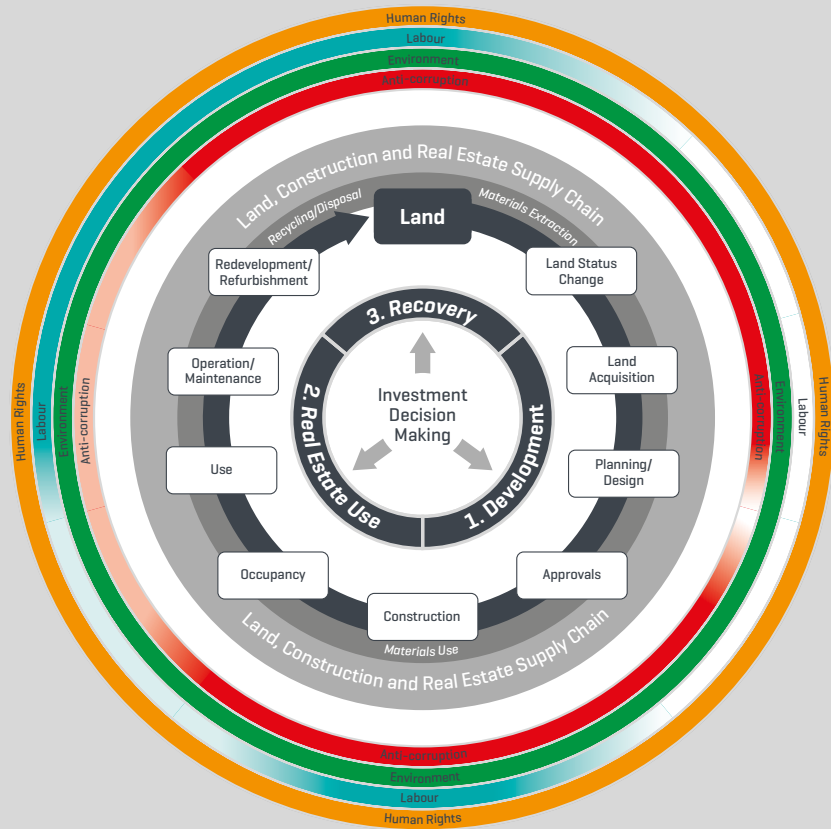 Human Rights
Labour
Environment
Anti-corruption
Land, Construction and Real Estate Supply Chain
Recycling/Disposal
Materials Extraction
Land
Redevelopment/
Refurbishment
Land Status
Change
3. Recovery
Operation/
Maintenance
Land
Acquisition
Investment
Decision
Making
Human Rights
Labour
Environment
Anti-corruption
2. Real Estate Use
1. Development
Anti-corruption
Environment
Labour
Human Rights
Use
Planning/
Design
Occupancy
Approvals
Construction
Materials Use
Land, Construction and Real Estate Supply Chain
Anti-corruption
Environment
Labour
Human Rights